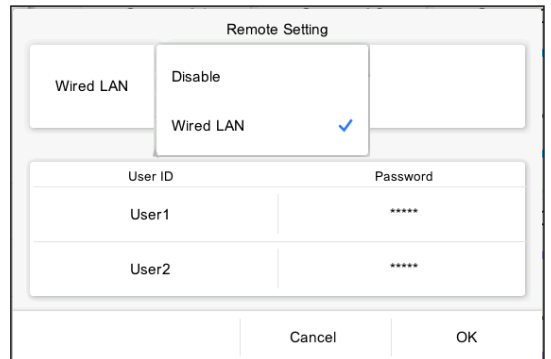 Remote Setting
Wired LAN
Disable
Wired LAN
User ID Password
User1 *****
User2 *****
Cancel OK